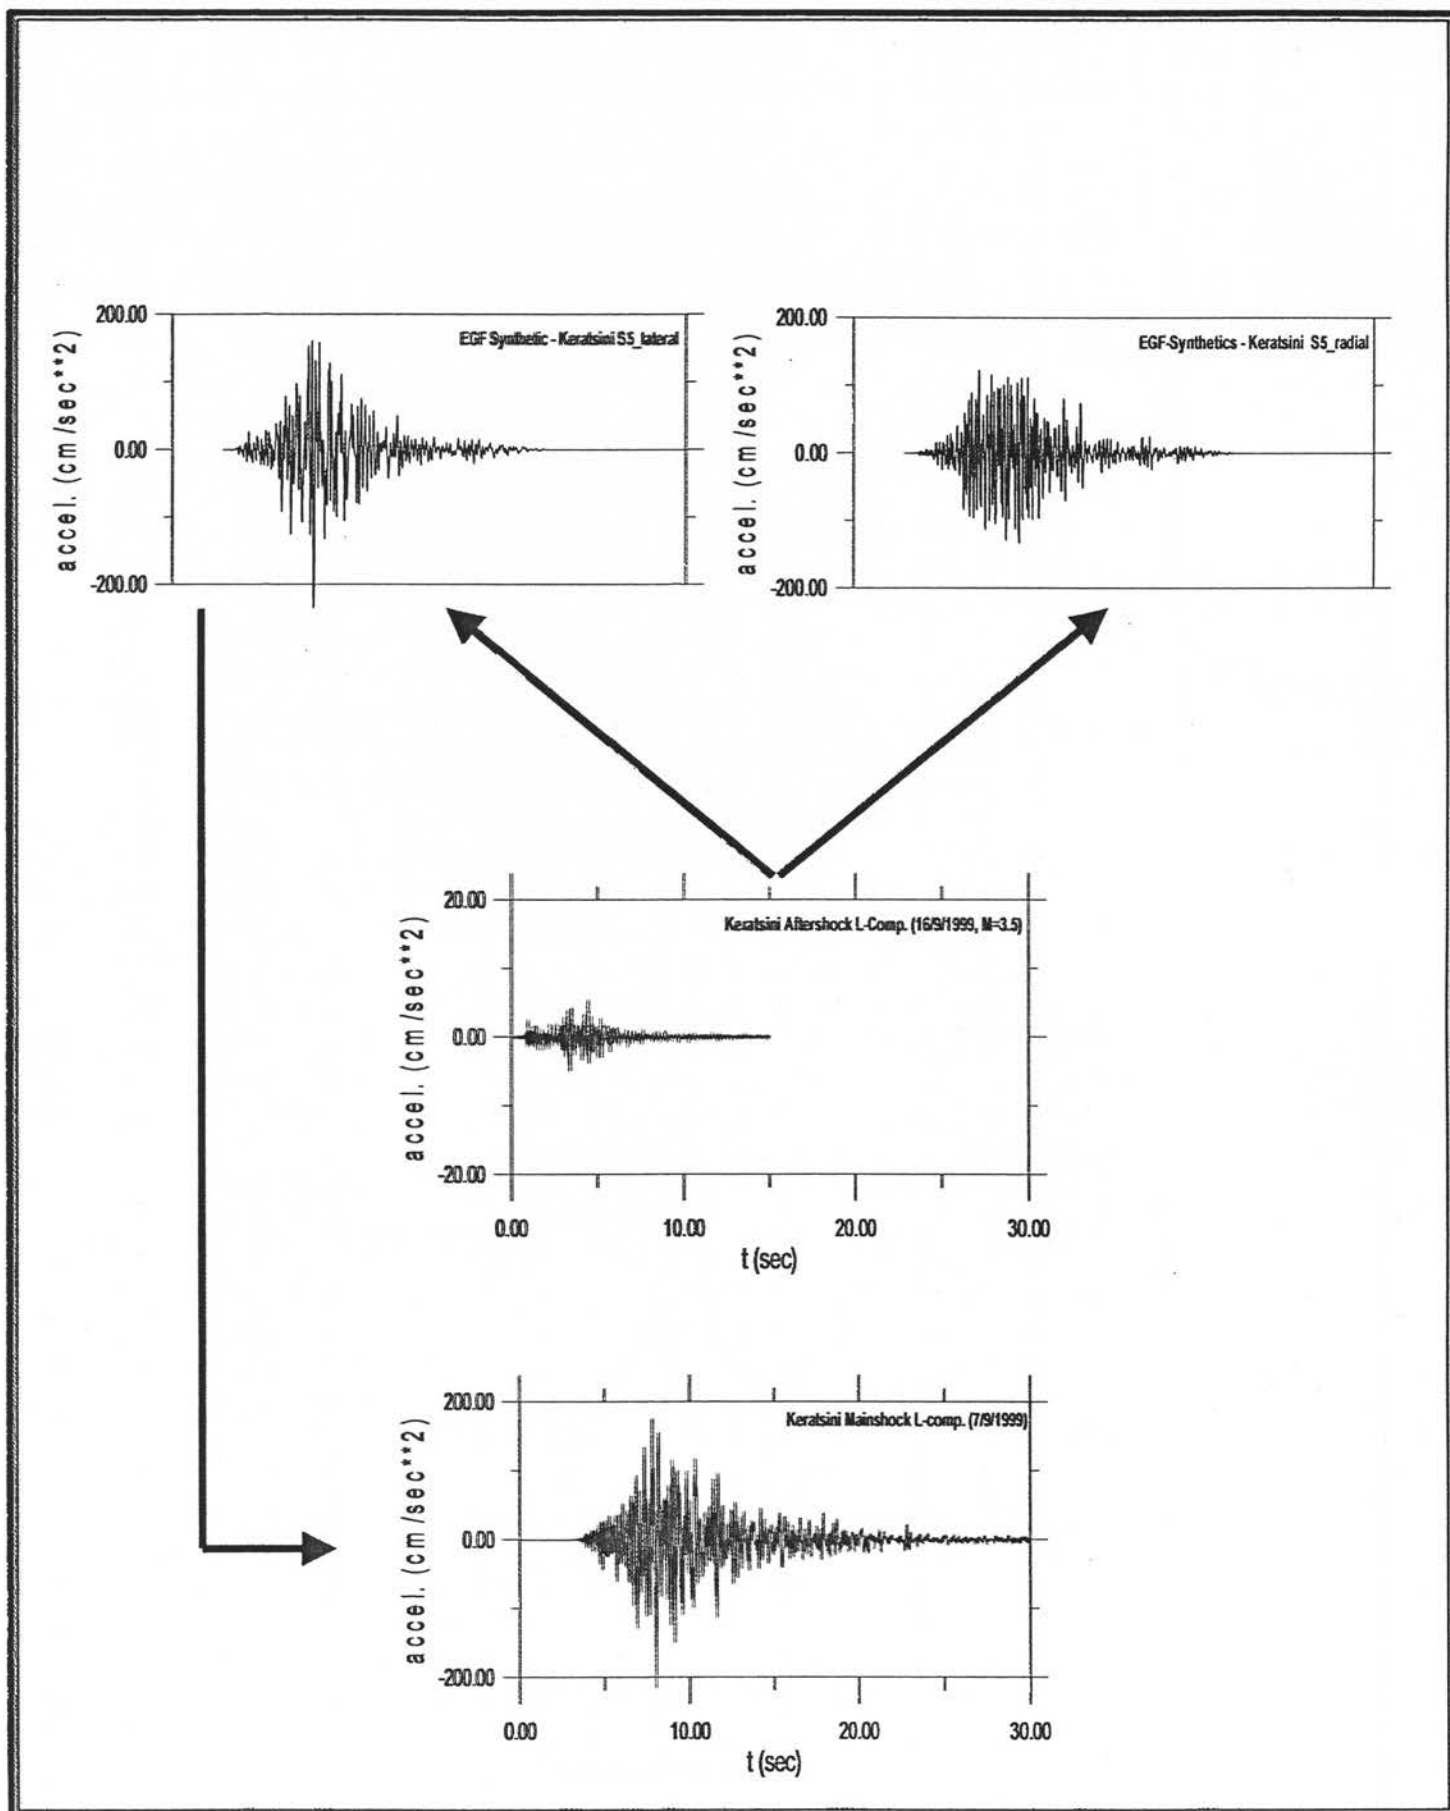 200.00
EGF Synthetic - Keratsini S5_lateral
accel. (cm/sec**2)
0.00
-200.00
200.00
EGF-Synthetics - Keratsini S5_radial
accel. (cm/sec**2)
0.00
-200.00
20.00
Keratsini Aftershock L-Comp. (16/9/1999, M=3.5)
accel. (cm/sec**2)
0.00
-20.00
0.00 10.00 20.00 30.00
t (sec)
200.00
Keratsini Mainshock L-comp. (7/9/1999)
accel. (cm/sec**2)
0.00
-200.00
0.00 10.00 20.00 30.00
t (sec)